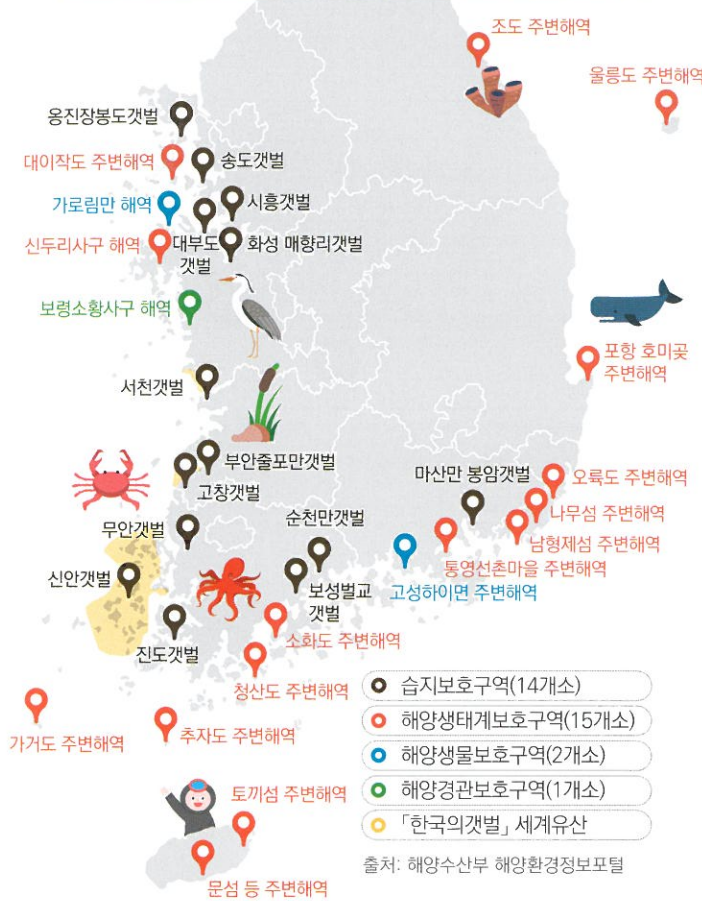 조도 주변해역
울릉도 주변해역
옹진장봉도갯벌
대이작도 주변해역
송도갯벌
가로림만 해역
시흥갯벌
신두리사구 해역
대부도
갯벌
화성 매향리갯벌
보령소황사구 해역
포항 호미곶
주변해역
서천갯벌
부안줄포만갯벌
고창갯벌
마산만 봉암갯벌
오륙도 주변해역
나무섬 주변해역
남형제섬 주변해역
통영선촌마을 주변해역
고성하이면 주변해역
무안갯벌
순천만갯벌
신안갯벌
보성벌교
갯벌
진도갯벌
소화도 주변해역
청산도 주변해역
가거도 주변해역
추자도 주변해역
토끼섬 주변해역
문섬 등 주변해역
습지보호구역(14개소)
해양생태계보호구역(15개소)
해양생물보호구역(2개소)
해양경관보호구역(1개소)
「한국의갯벌」 세계유산
출처: 해양수산부 해양환경정보포털